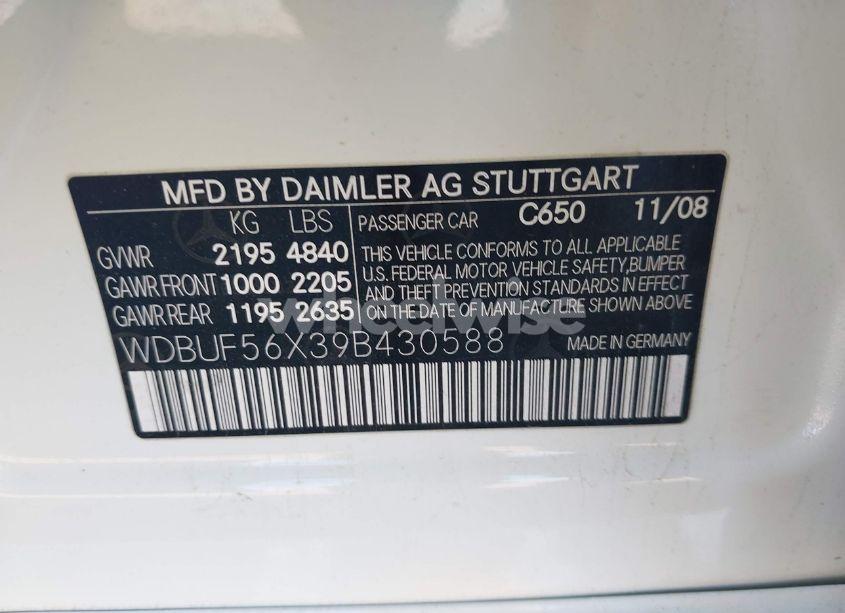 MFD BY DAIMLER AG STUTTGART
KG LBS
GVWR 2195 4840
GAWR FRONT 1000 2205
GAWR REAR 1195 2635
PASSENGER CAR C650 11/08
THIS VEHICLE CONFORMS TO ALL APPLICABLE
U.S. FEDERAL MOTOR VEHICLE SAFETY,BUMPER
AND THEFT PREVENTION STANDARDS IN EFFECT
ON THE DATE OF MANUFACTURE SHOWN ABOVE
WDBUF56X39B430588
MADE IN GERMANY
wheelwise